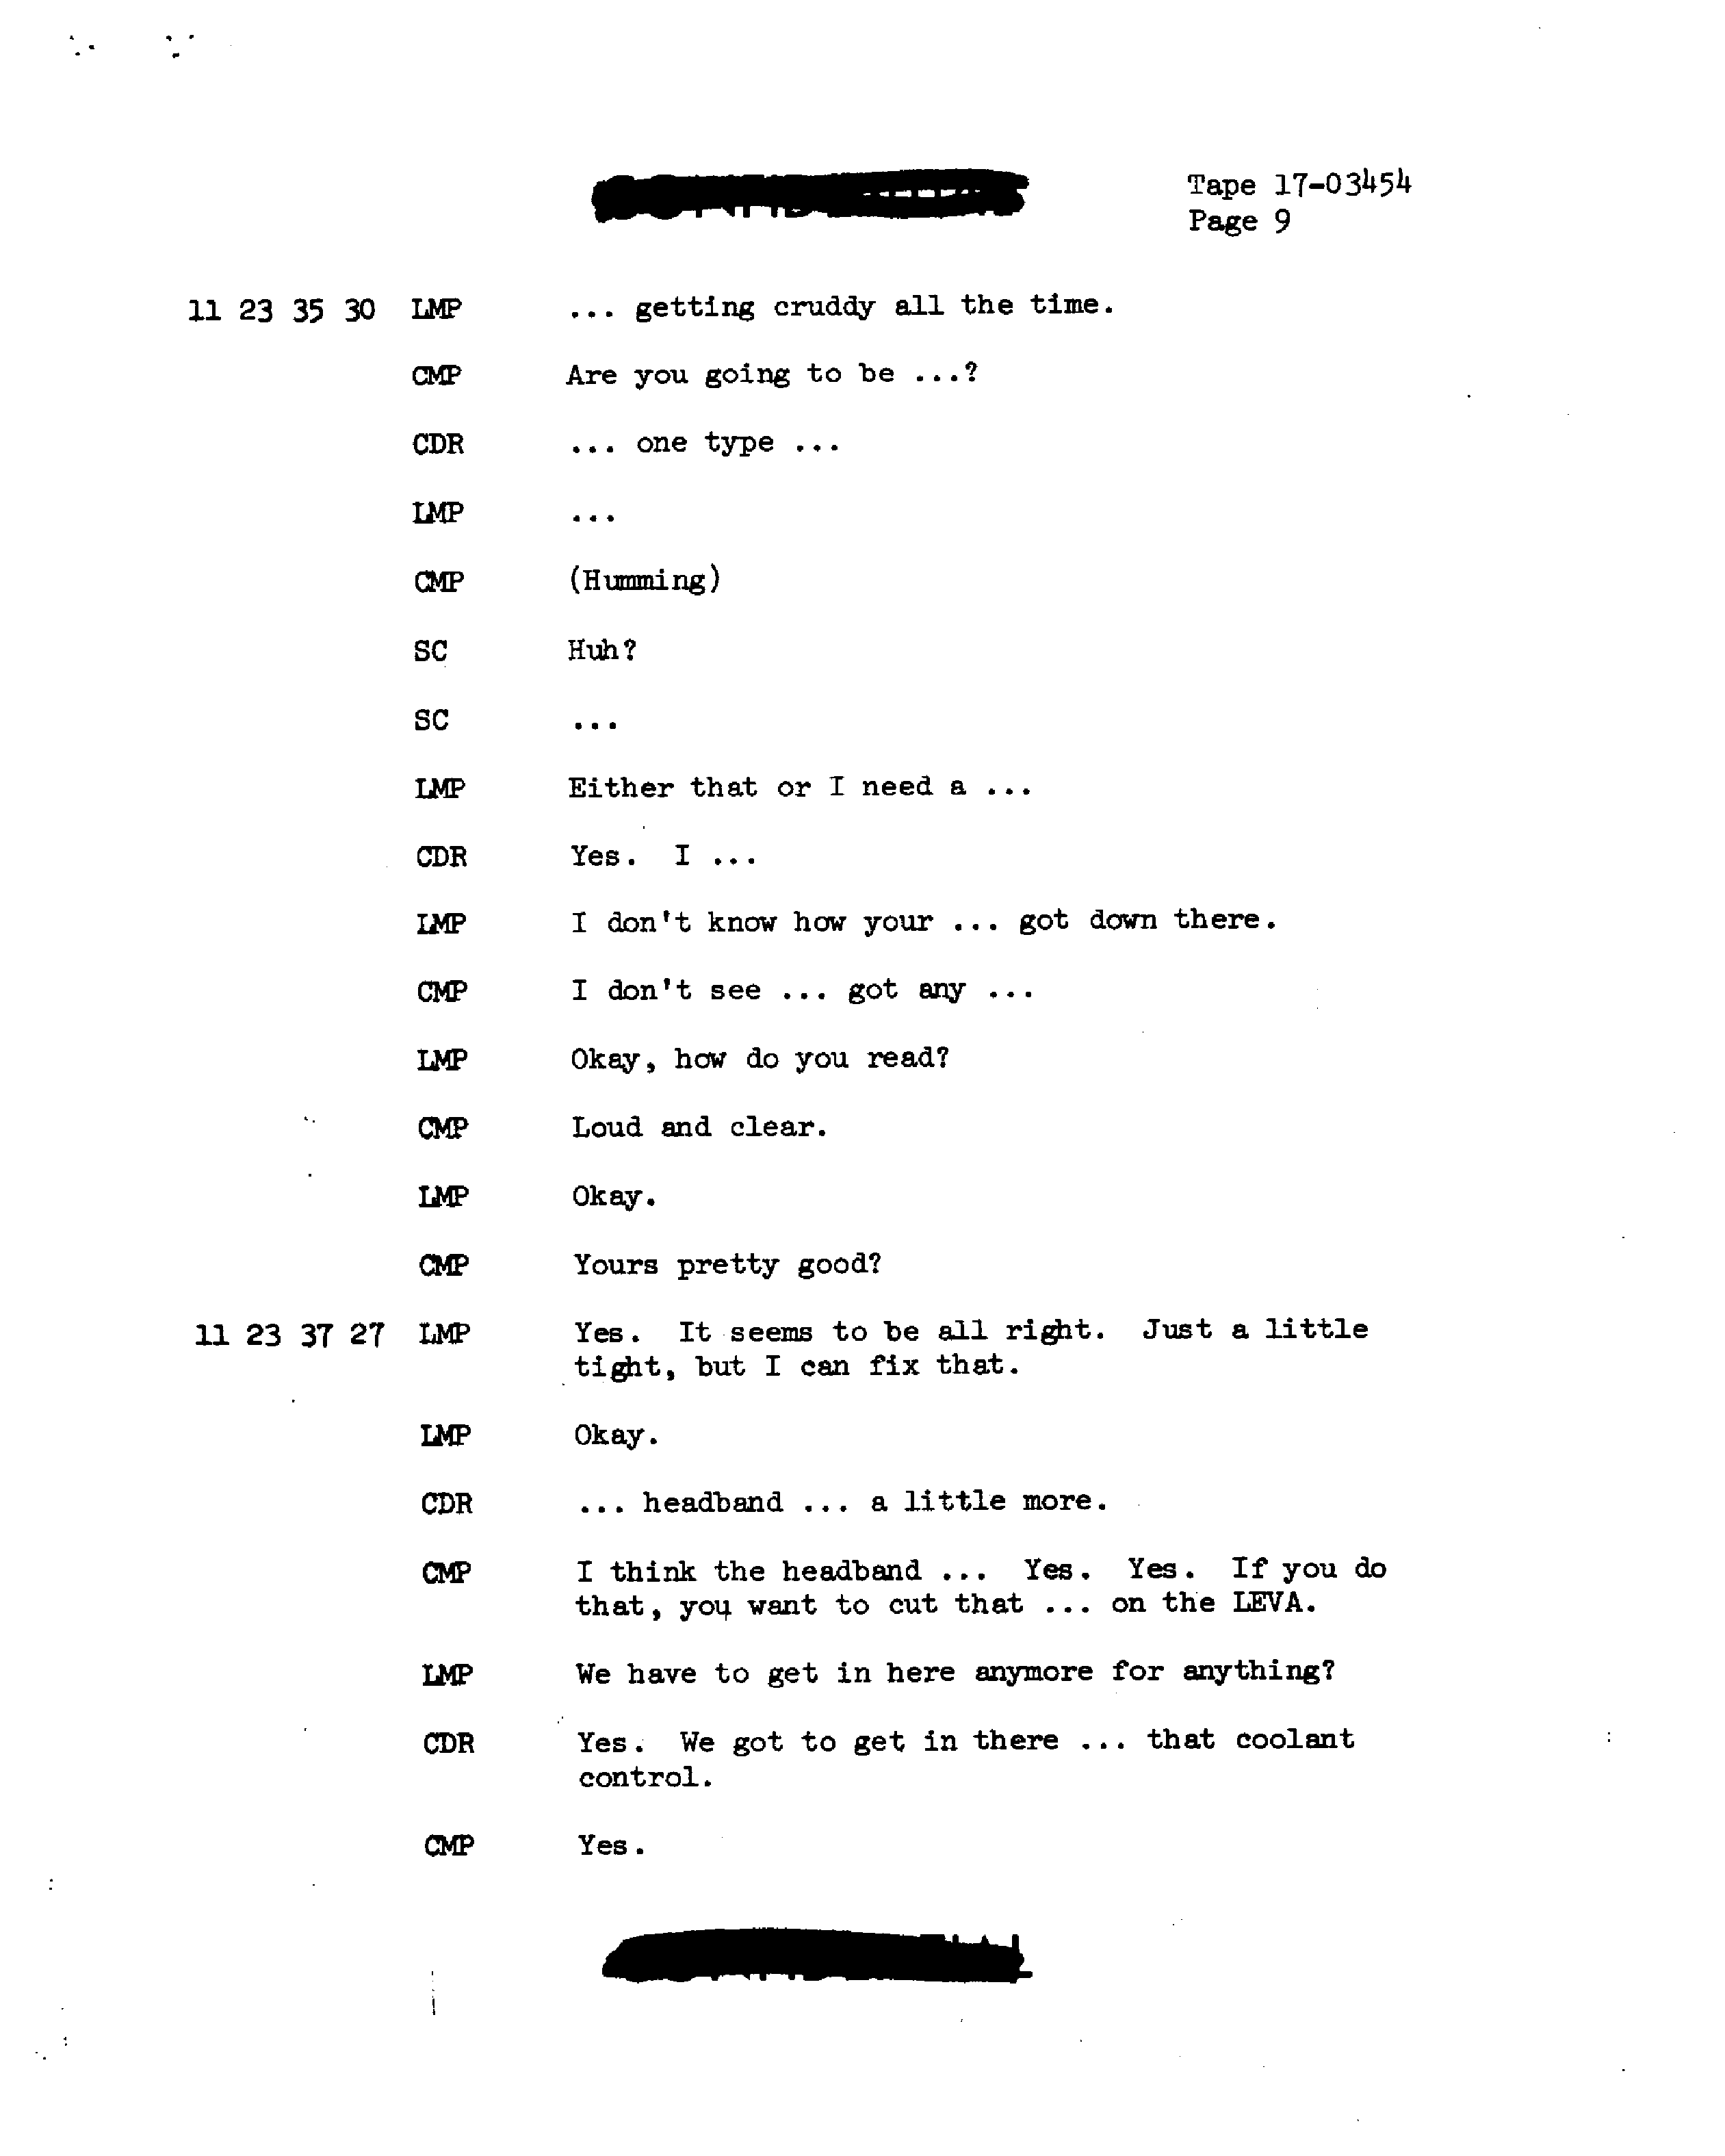 Tape 17-03454
Page 9
11 23 35 30 LMP ... getting cruddy all the time.
CMP Are you going to be ...?
CDR ... one type ...
LMP ...
CMP (Humming)
SC Huh?
SC ...
LMP Either that or I need a ...
CDR Yes. I ...
LMP I don't know how your ... got down there.
CMP I don't see ... got any ...
LMP Okay, how do you read?
CMP Loud and clear.
LMP Okay.
CMP Yours pretty good?
11 23 37 27 LMP Yes. It seems to be all right. Just a little
tight, but I can fix that.
LMP Okay.
CDR ... headband ... a little more.
CMP I think the headband ... Yes. Yes. If you do
that, you want to cut that ... on the LEVA.
LMP We have to get in here anymore for anything?
CDR Yes. We got to get in there ... that coolant
control.
CMP Yes.